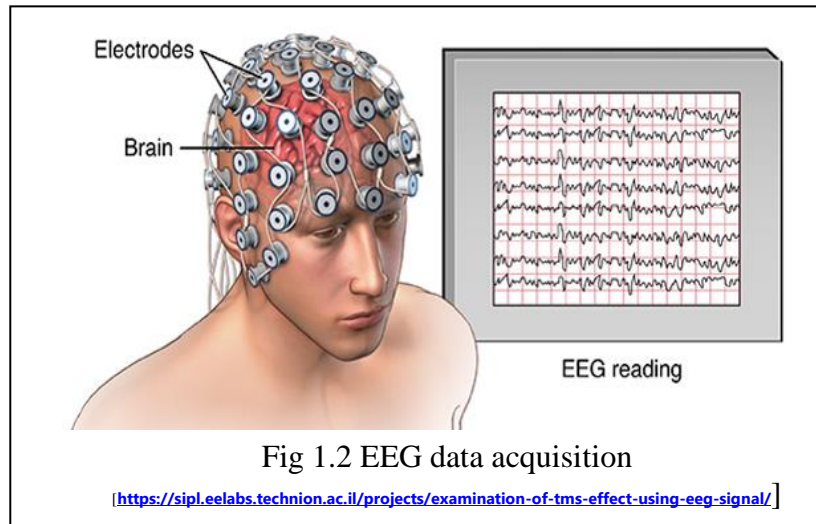 Electrodes
Brain
EEG reading
Fig 1.2 EEG data acquisition
[https://sipl.eelabs.technion.ac.il/projects/examination-of-tms-effect-using-eeg-signal/]